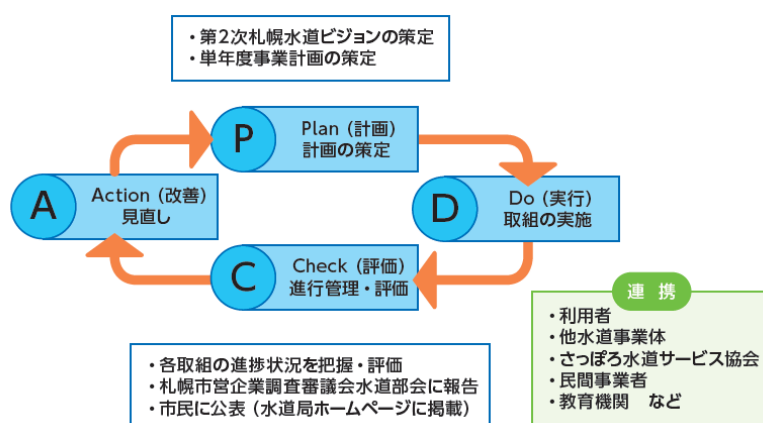 ・第2次札幌水道ビジョンの策定
・単年度事業計画の策定
P
Plan（計画）
計画の策定
A
Action（改善）
見直し
D
Do（実行）
取組の実施
C
Check（評価）
進行管理・評価
連携
・利用者
・他水道事業体
・さっぽろ水道サービス協会
・民間事業者
・教育機関　など
・各取組の進捗状況を把握・評価
・札幌市営企業調査審議会水道部会に報告
・市民に公表（水道局ホームページに掲載）